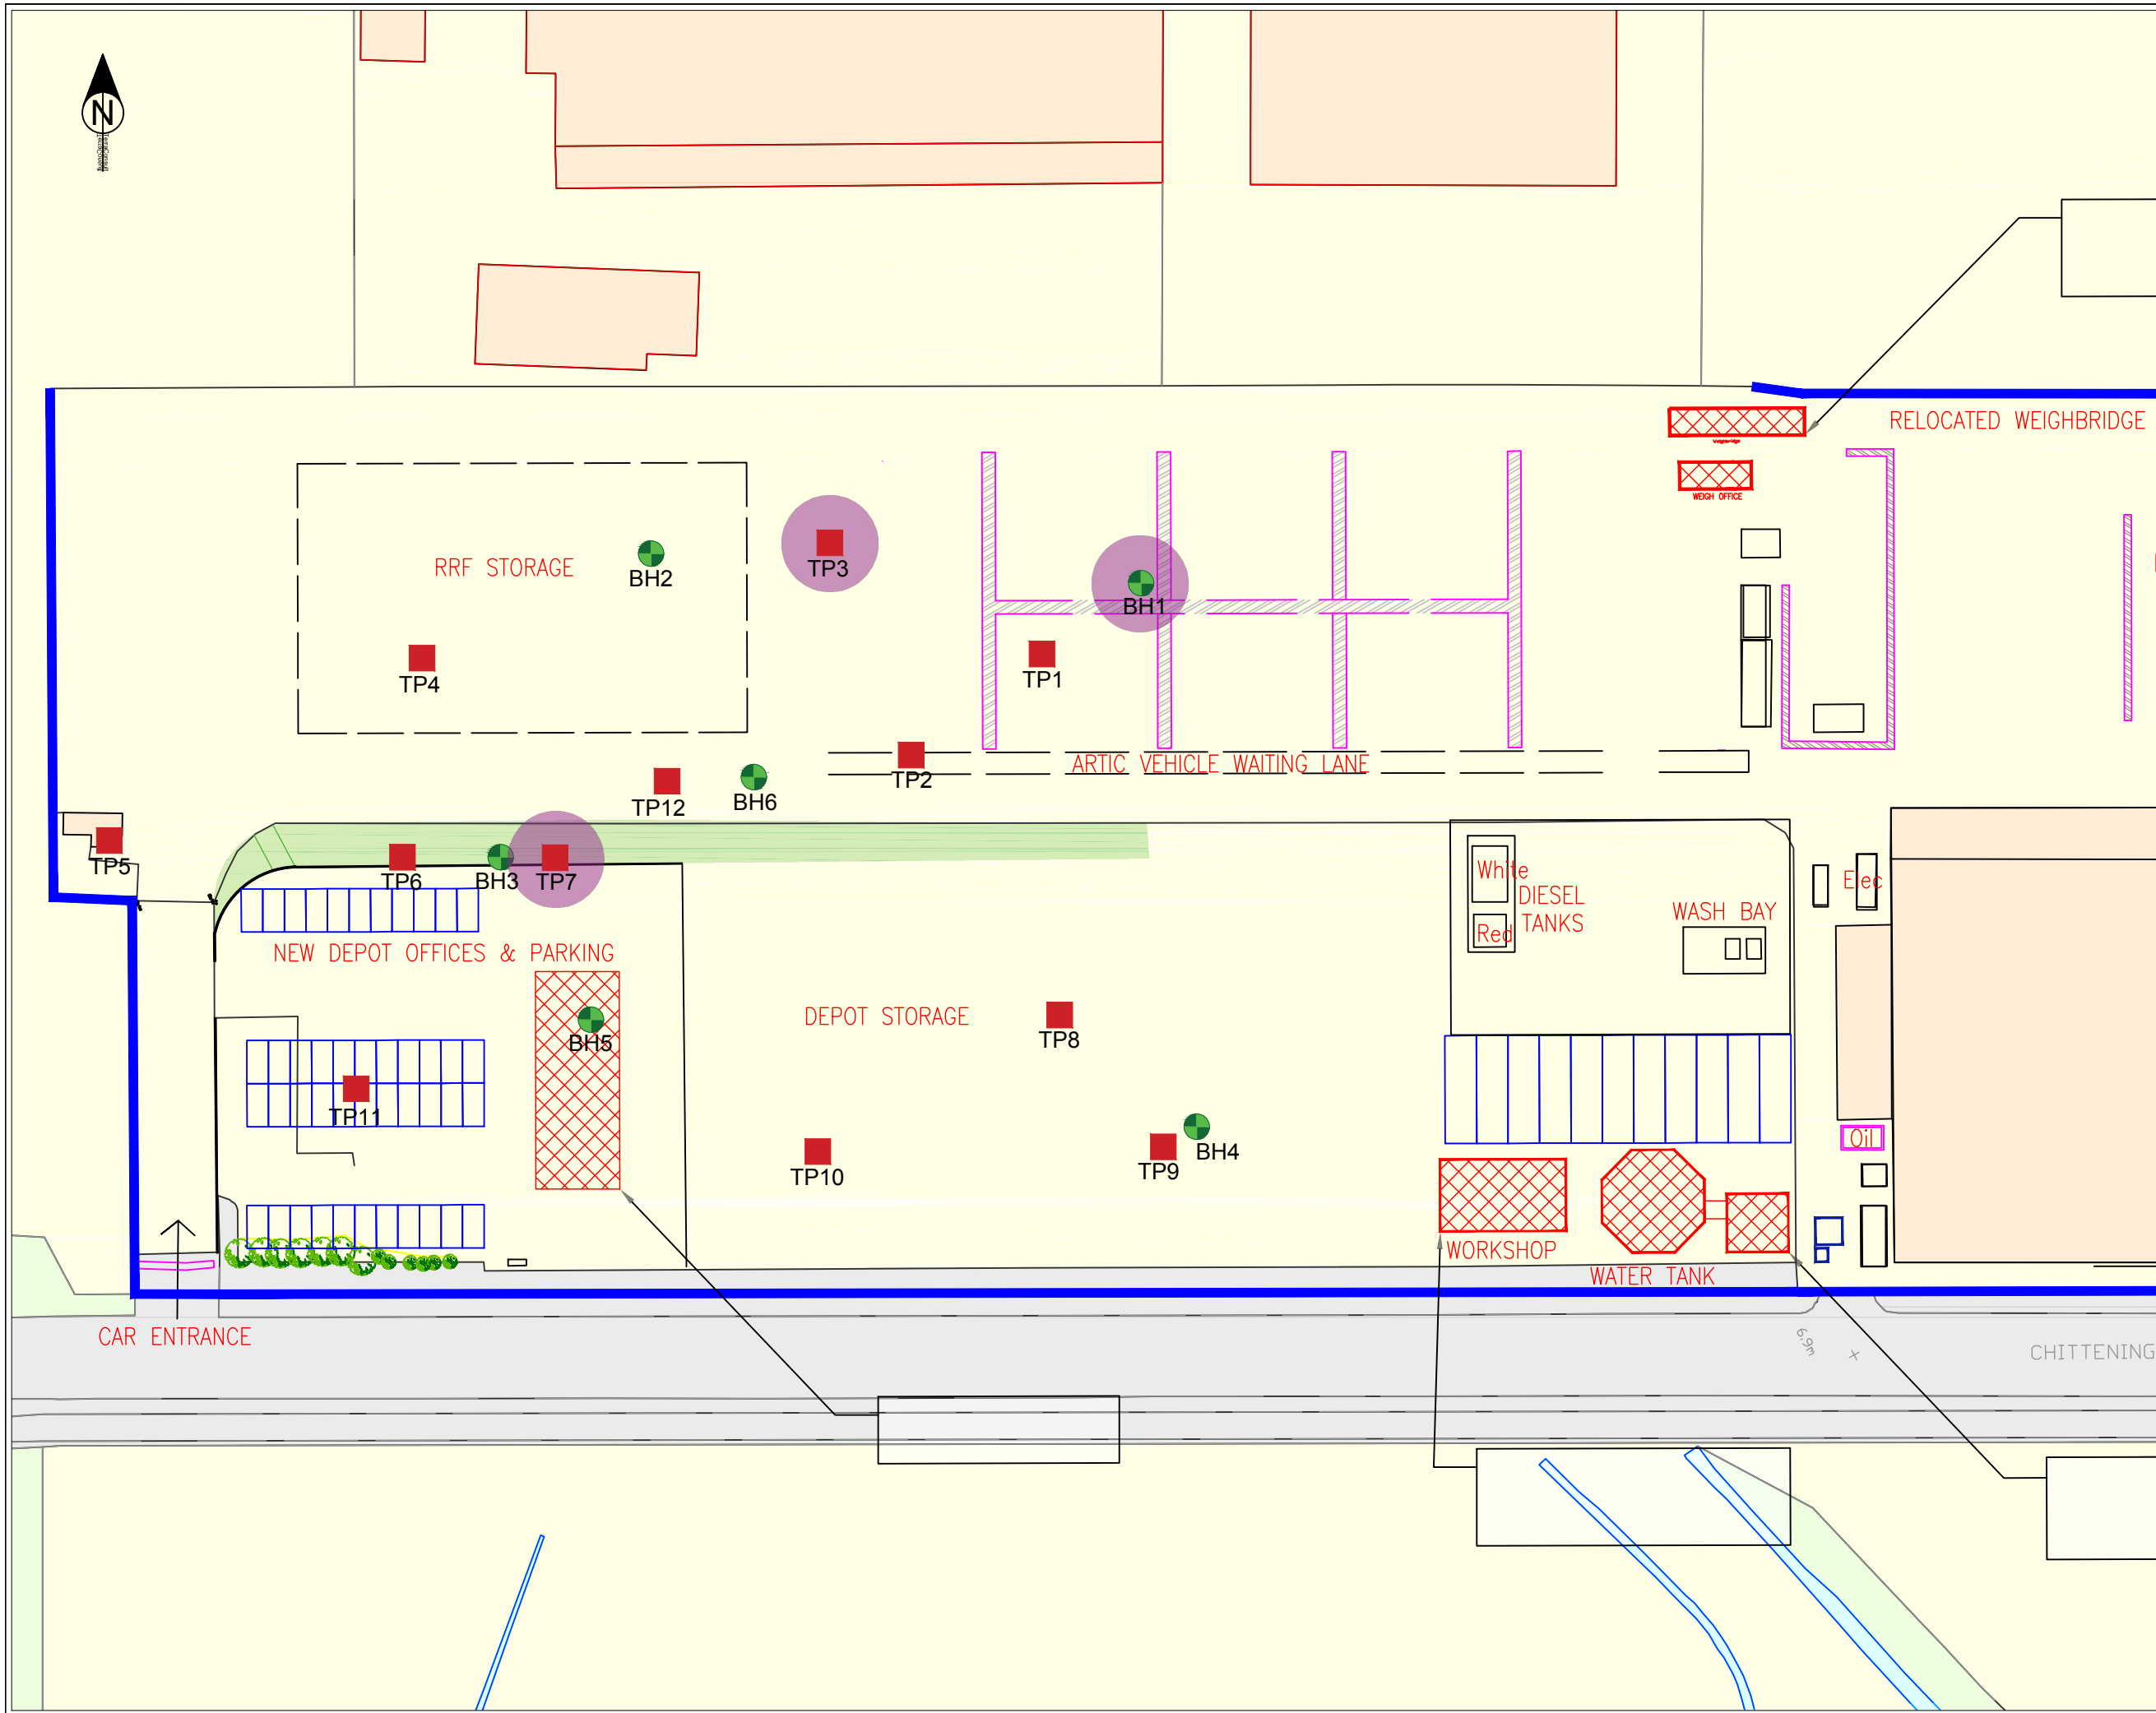 N
RELOCATED WEIGHBRIDGE
WEIGH OFFICE
RRF STORAGE
BH2
TP3
BH1
TP4
TP1
ARTIC VEHICLE WAITING LANE
TP2
TP12
BH6
TP5
TP6
BH3
TP7
White
DIESEL
TANKS
Red
WASH BAY
Elec
NEW DEPOT OFFICES & PARKING
DEPOT STORAGE
BH5
TP8
TP11
TP10
TP9
BH4
Oil
WORKSHOP
WATER TANK
CAR ENTRANCE
6.9m
CHITTENING